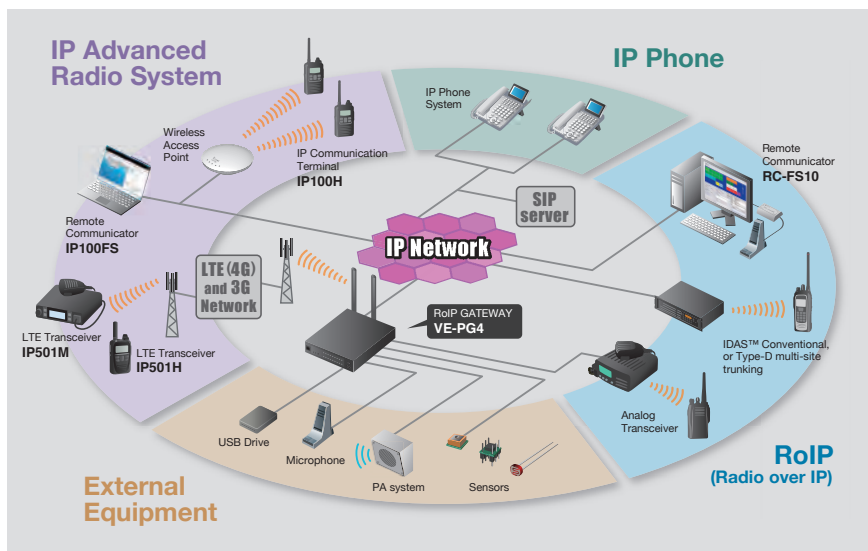 IP Advanced
Radio System
IP Phone
IP Phone
System
Wireless
Access
Point
IP Communication
Terminal
IP100H
Remote
Communicator
RC-FS10
SIP
server
Remote
Communicator
IP100FS
IP Network
LTE (4G)
and 3G
Network
RoIP GATEWAY
VE-PG4
LTE Transceiver
IP501M
LTE Transceiver
IP501H
IDAS™ Conventional,
or Type-D multi-site
trunking
Analog
Transceiver
USB Drive
Microphone
PA system
Sensors
RoIP
(Radio over IP)
External
Equipment